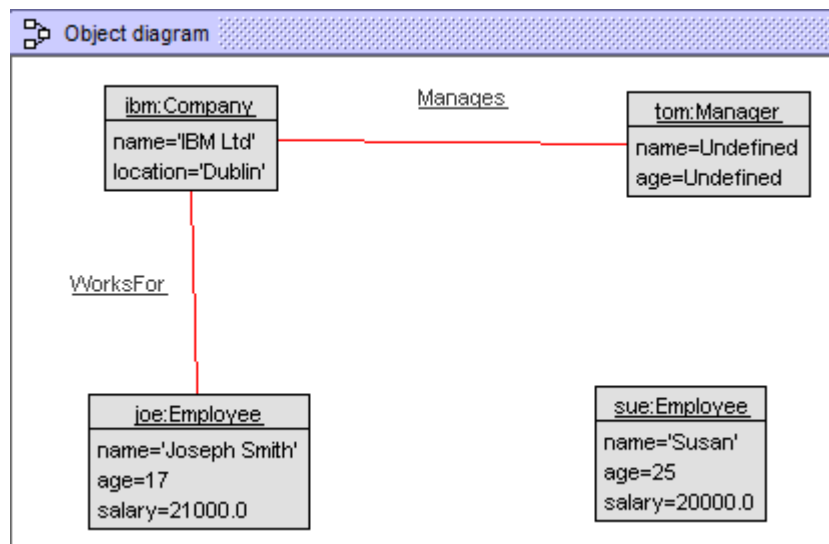 Object diagram
ibm:Company
name='IBM Ltd'
location='Dublin'
Manages
tom:Manager
name=Undefined
age=Undefined
WorksFor
joe:Employee
name='Joseph Smith'
age=17
salary=21000.0
sue:Employee
name='Susan'
age=25
salary=20000.0